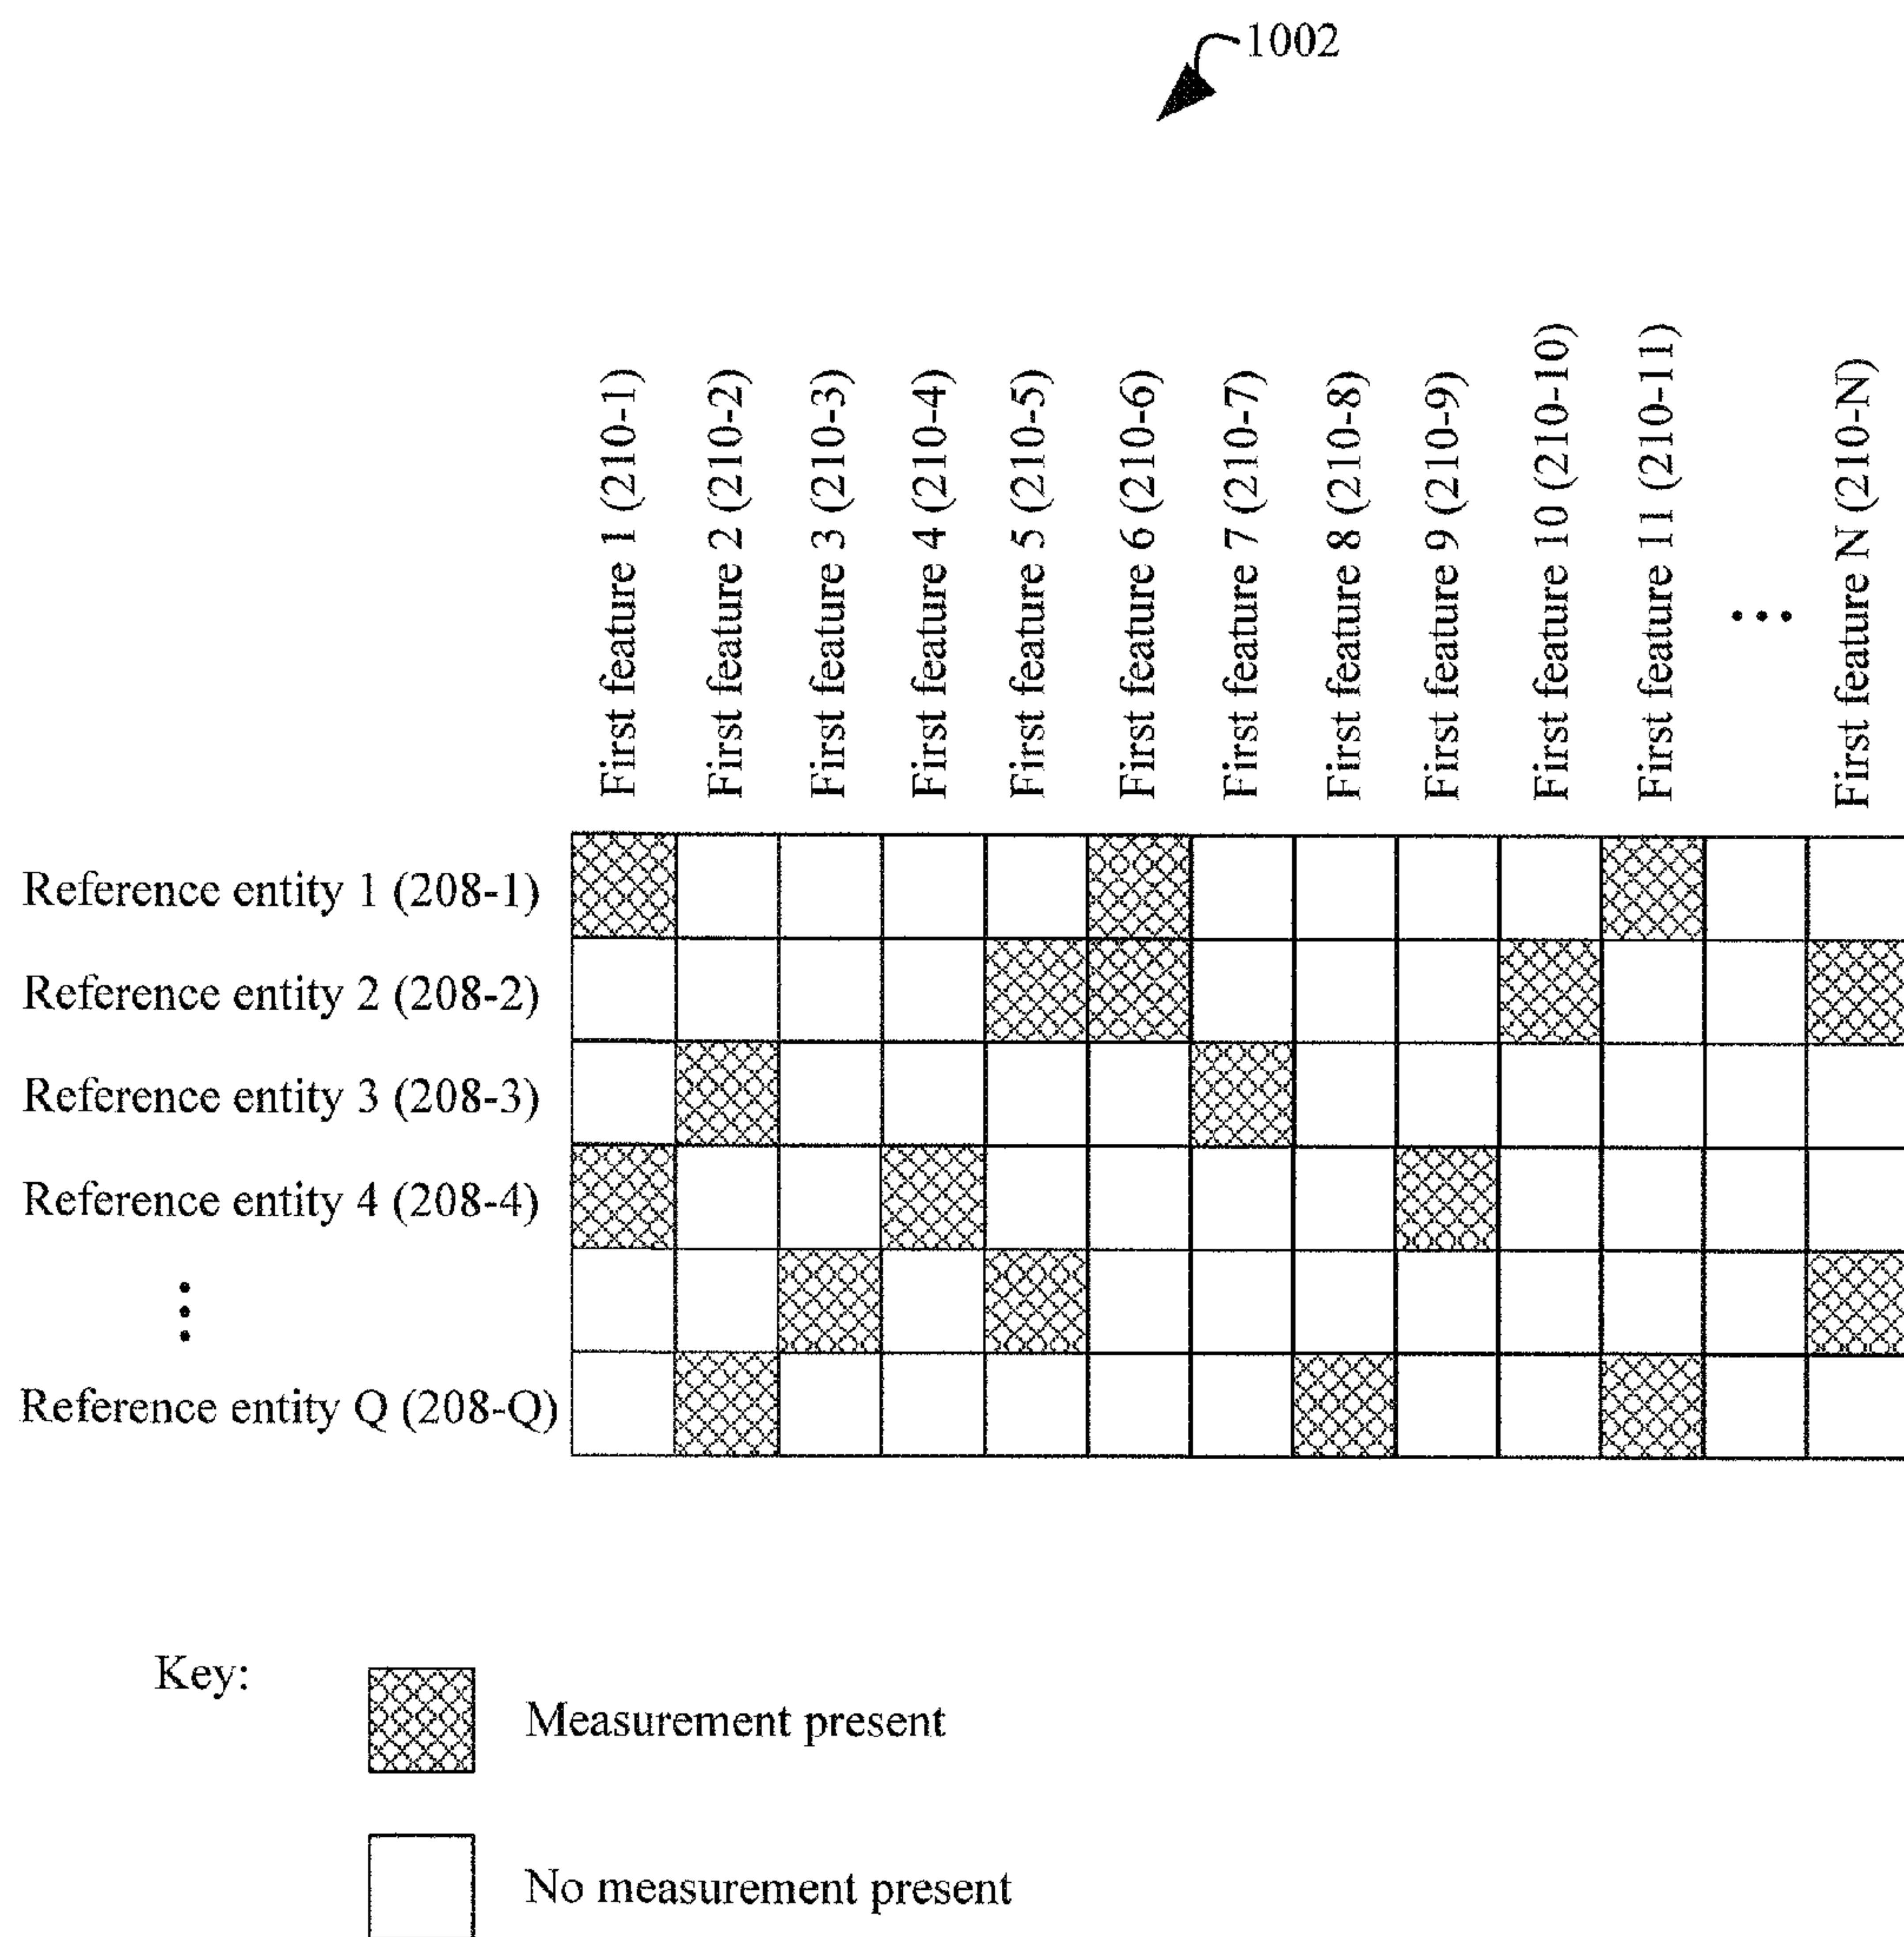 1002
First feature 1 (210-1)
First feature 2 (210-2)
First feature 3 (210-3)
First feature 4 (210-4)
First feature 5 (210-5)
First feature 6 (210-6)
First feature 7 (210-7)
First feature 8 (210-8)
First feature 9 (210-9)
First feature 10 (210-10)
First feature 11 (210-11)
...
First feature N (210-N)
Reference entity 1 (208-1)
Reference entity 2 (208-2)
Reference entity 3 (208-3)
Reference entity 4 (208-4)
⋮
Reference entity Q (208-Q)
Key:
Measurement present
No measurement present